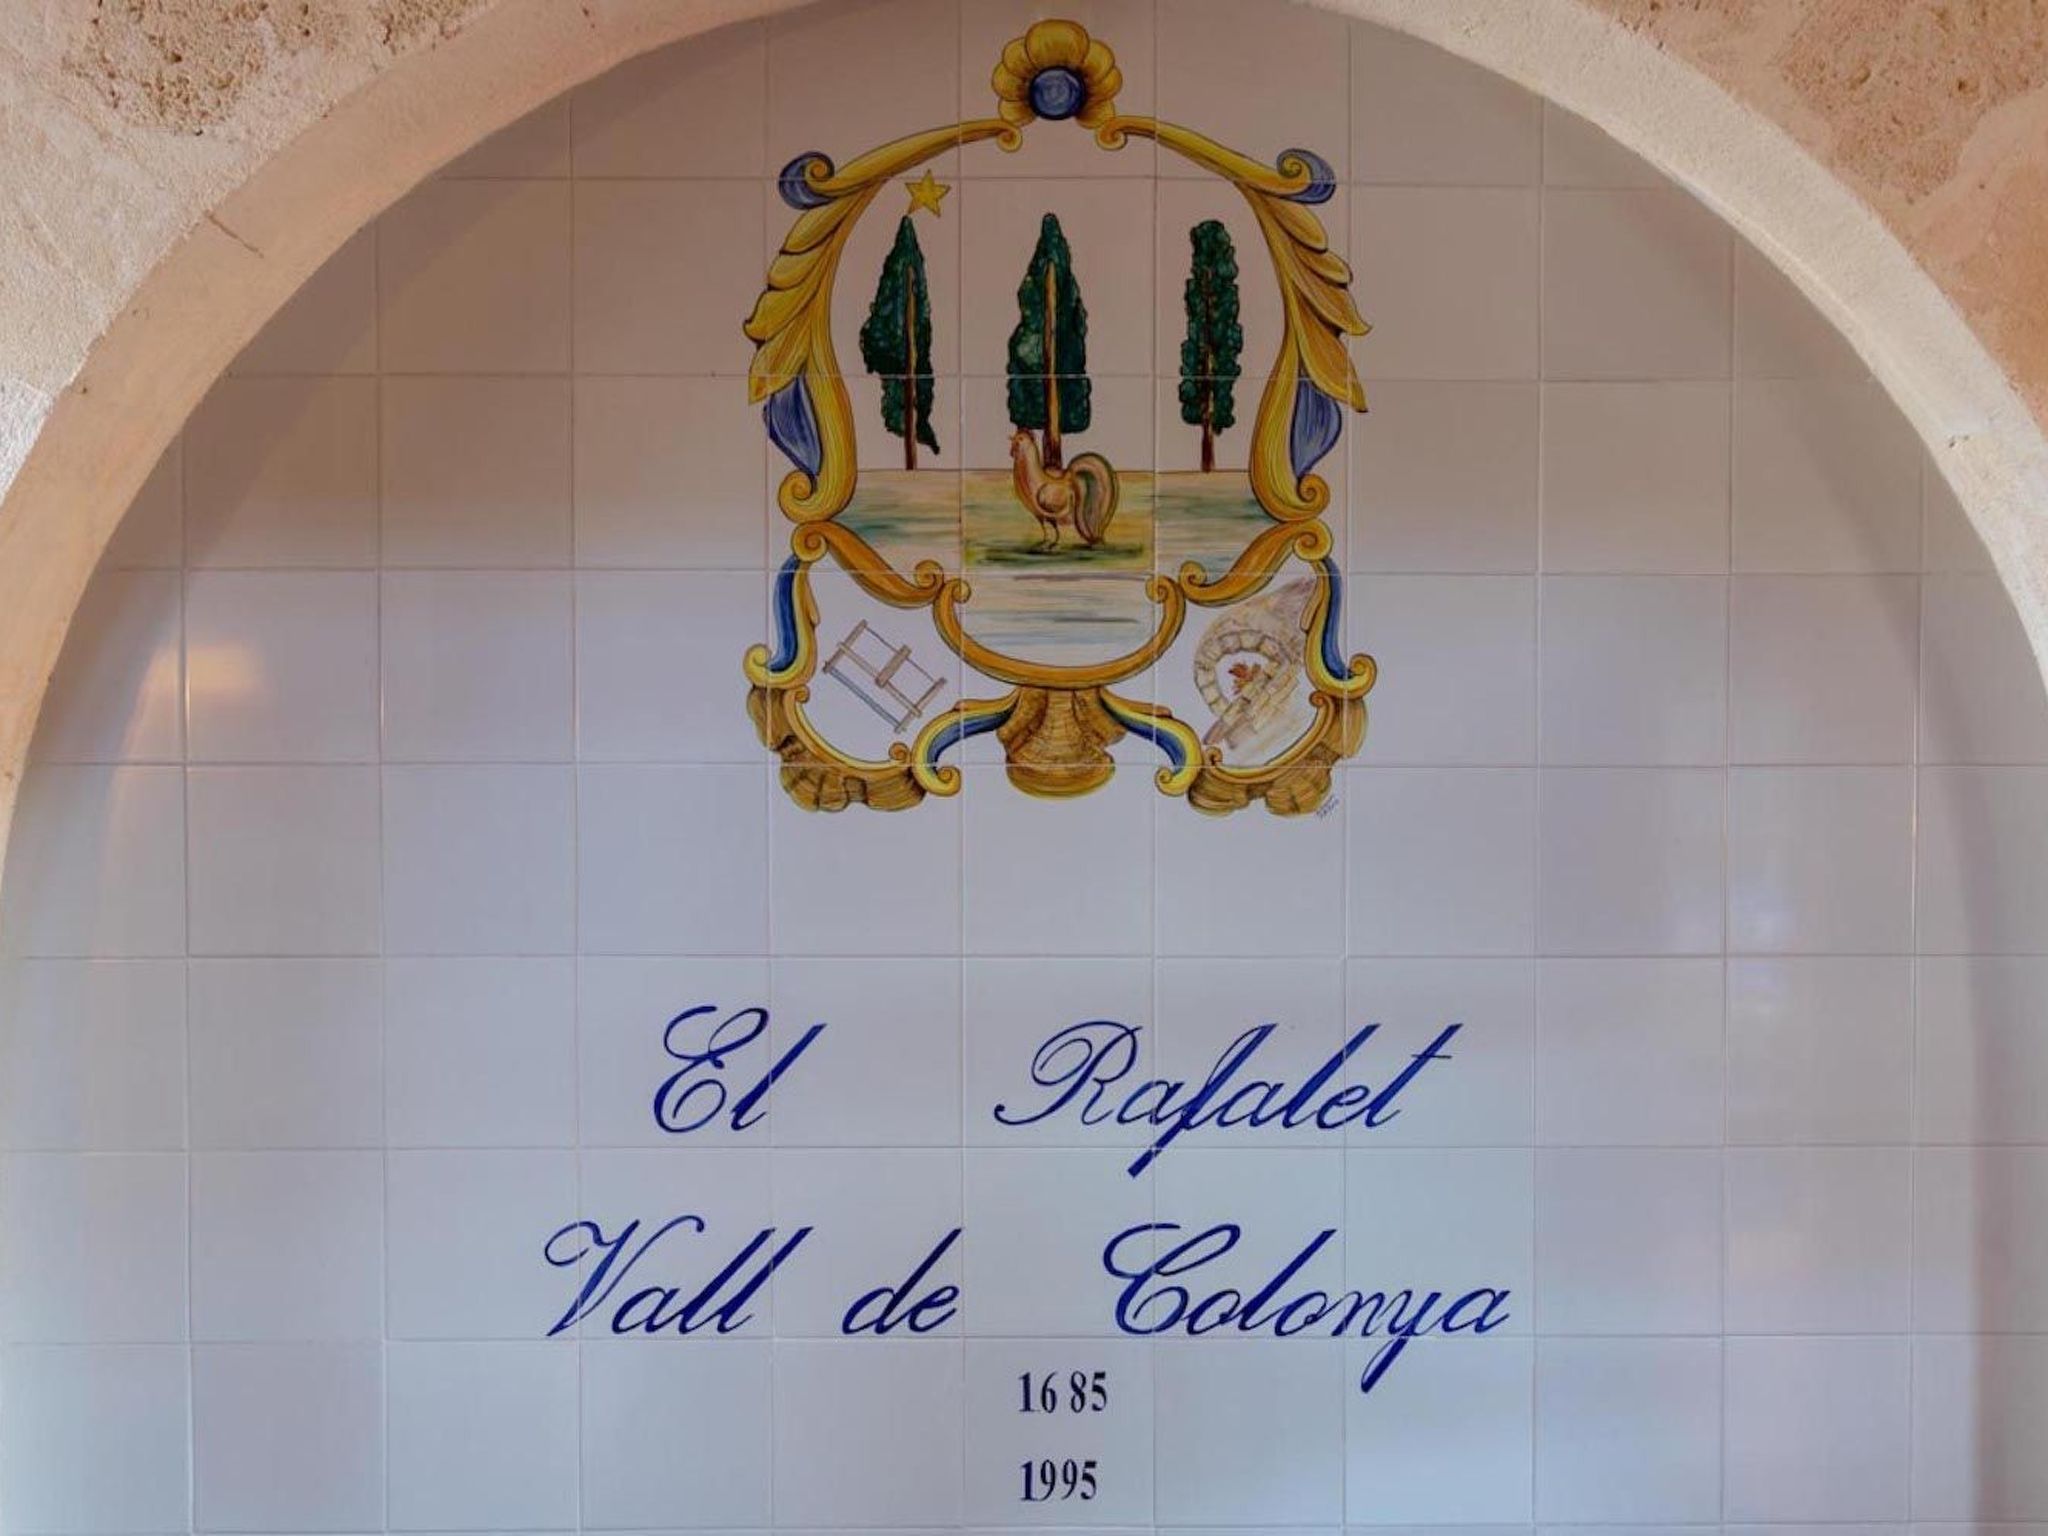 El Rafalet
Vall de Colonya
1685
1995